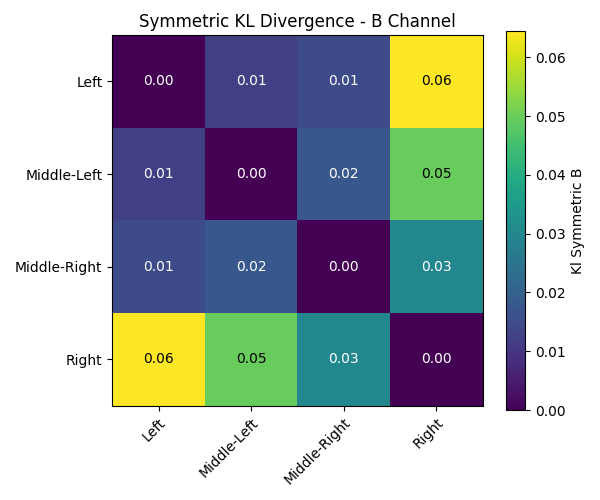 Symmetric KL Divergence - B Channel
Left 0.00 0.01 0.01 0.06
Middle-Left 0.01 0.00 0.02 0.05
Middle-Right 0.01 0.02 0.00 0.03
Right 0.06 0.05 0.03 0.00
Left Middle-Left Middle-Right Right
0.06
0.05
0.04
0.03
0.02
0.01
0.00
Kl Symmetric B